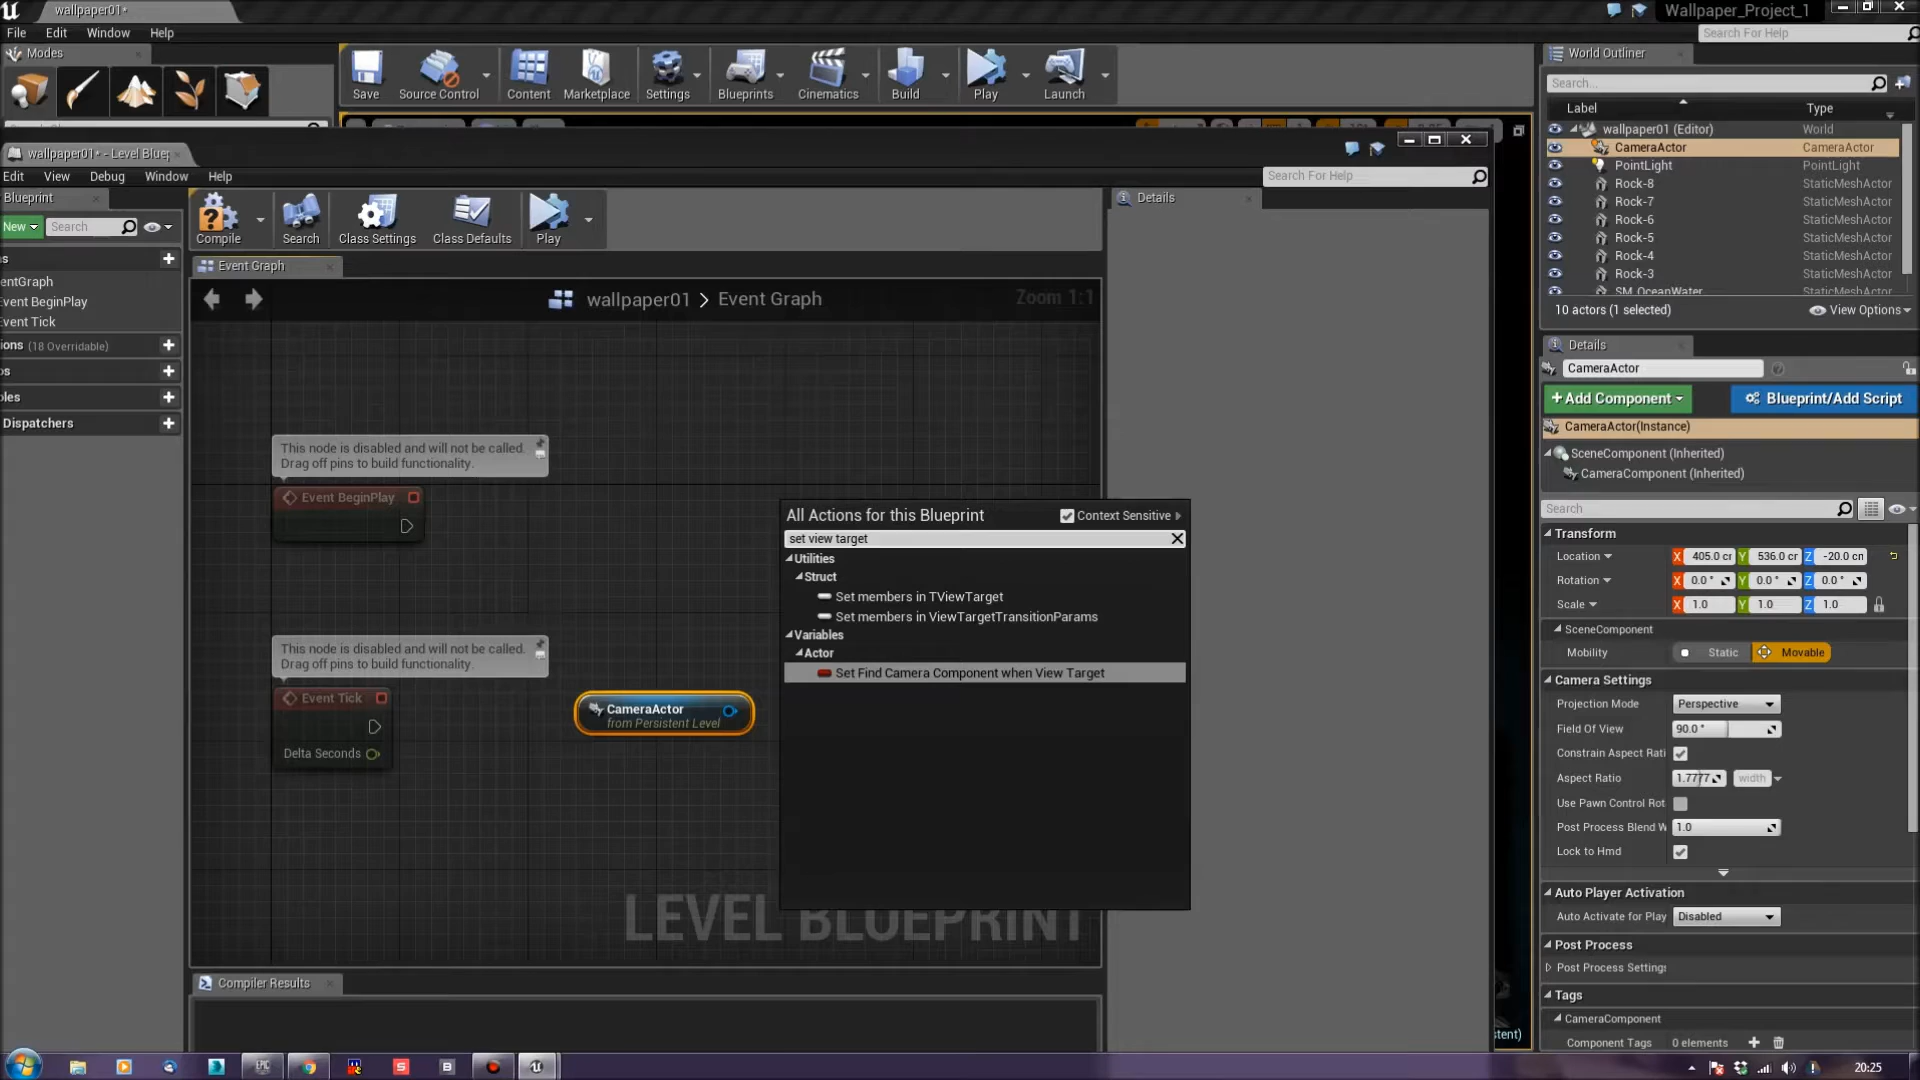 wallpaper01*
Wallpaper_Project_1
File Edit Window Help
Search For Help
Modes
Save
Source Control
Content
Marketplace
Settings
Blueprints
Cinematics
Build
Play
Launch
World Outliner
Search...
Label
Type
wallpaper01 (Editor) World
CameraActor CameraActor
PointLight PointLight
Rock-8 StaticMeshActor
Rock-7 StaticMeshActor
Rock-6 StaticMeshActor
Rock-5 StaticMeshActor
Rock-4 StaticMeshActor
Rock-3 StaticMeshActor
SM_OceanWater StaticMeshActor
10 actors (1 selected)
View Options
wallpaper01* - Level Bluep
Edit View Debug Window Help
Search For Help
Blueprint
New
Search
Compile
Search
Class Settings
Class Defaults
Play
Details
s
entGraph
vent BeginPlay
vent Tick
ions (18 Overridable)
os
les
Dispatchers
Event Graph
wallpaper01 > Event Graph
Zoom 1:1
This node is disabled and will not be called.
Drag off pins to build functionality.
Event BeginPlay
This node is disabled and will not be called.
Drag off pins to build functionality.
Event Tick
Delta Seconds
CameraActor
from Persistent Level
All Actions for this Blueprint
Context Sensitive
set view target
Utilities
Struct
Set members in TViewTarget
Set members in ViewTargetTransitionParams
Variables
Actor
Set Find Camera Component when View Target
LEVEL BLUEPRINT
Compiler Results
stent)
Details
CameraActor
+Add Component
Blueprint/Add Script
CameraActor(Instance)
SceneComponent (Inherited)
CameraComponent (Inherited)
Search
Transform
Location X 405.0 cr Y 536.0 cr Z -20.0 cn
Rotation X 0.0 ° Y 0.0 ° Z 0.0 °
Scale X 1.0 Y 1.0 Z 1.0
SceneComponent
Mobility Static Movable
Camera Settings
Projection Mode Perspective
Field Of View 90.0 °
Constrain Aspect Rati
Aspect Ratio 1.7777 width
Use Pawn Control Rot
Post Process Blend W 1.0
Lock to Hmd
Auto Player Activation
Auto Activate for Play Disabled
Post Process
Post Process Settings
Tags
CameraComponent
Component Tags 0 elements
20:25